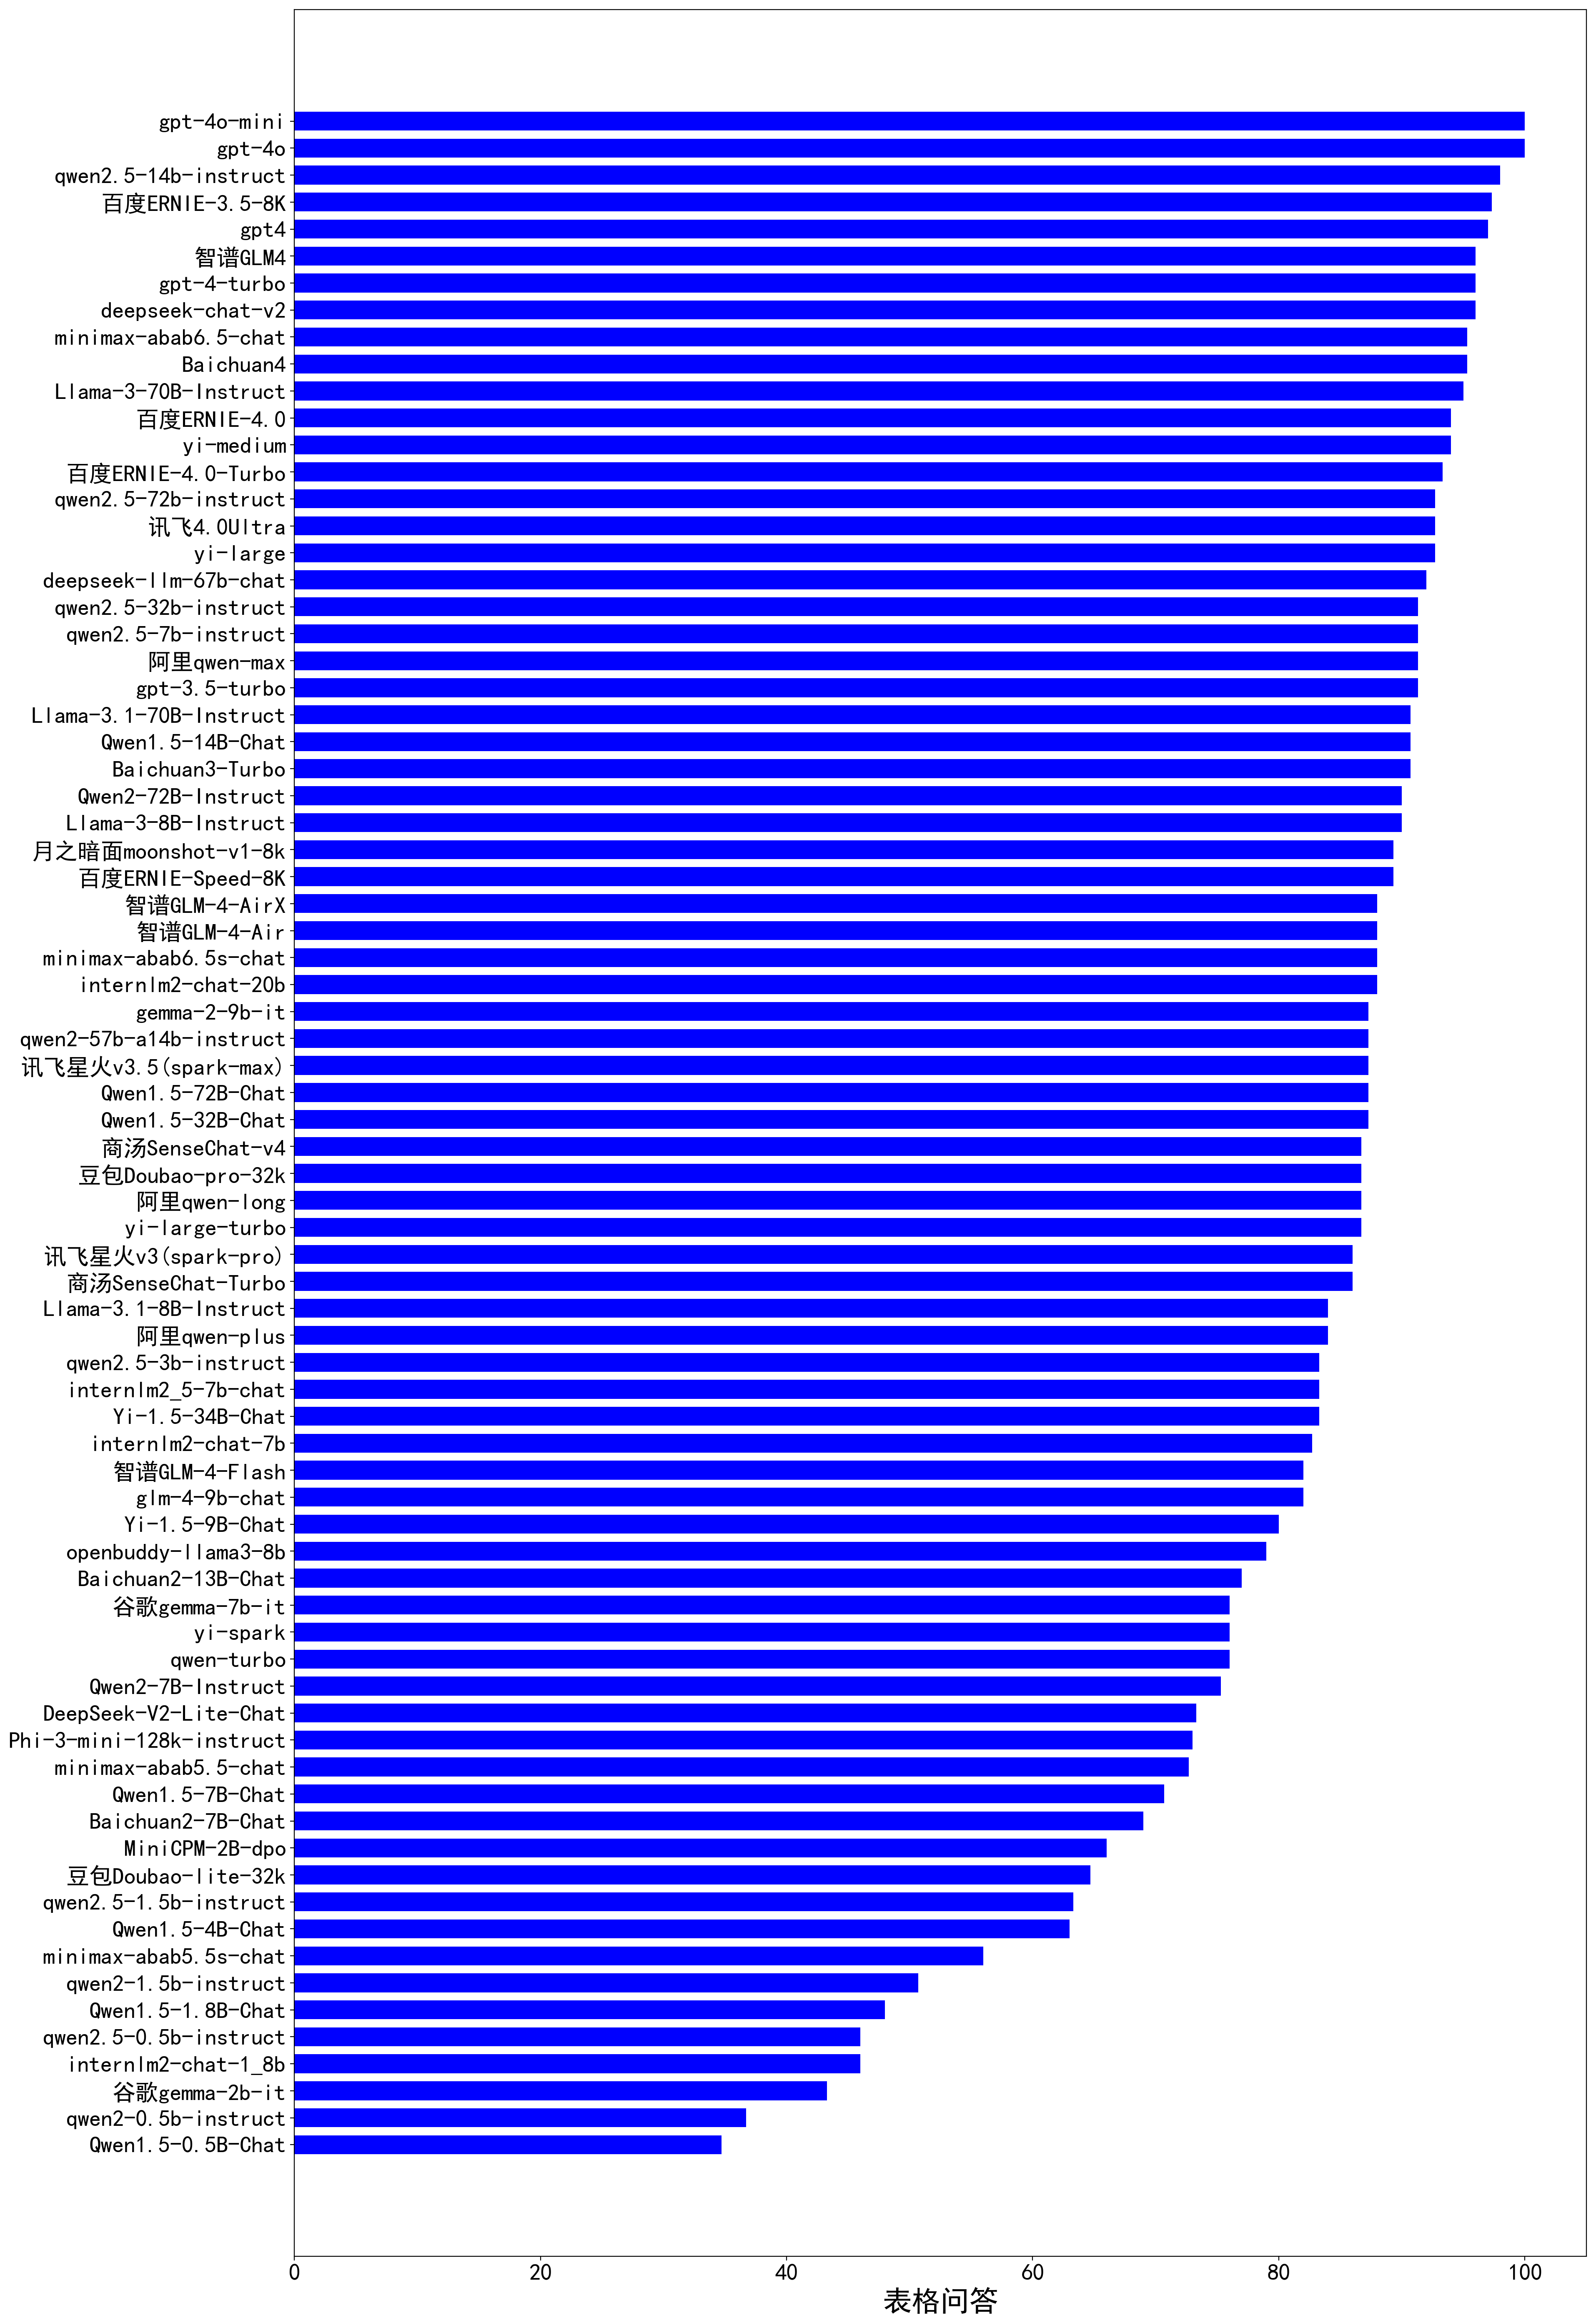 gpt-4o-mini
gpt-4o
qwen2.5-14b-instruct
百度ERNIE-3.5-8K
gpt4
智谱GLM4
gpt-4-turbo
deepseek-chat-v2
minimax-abab6.5-chat
Baichuan4
Llama-3-70B-Instruct
百度ERNIE-4.0
yi-medium
百度ERNIE-4.0-Turbo
qwen2.5-72b-instruct
讯飞4.0Ultra
yi-large
deepseek-llm-67b-chat
qwen2.5-32b-instruct
qwen2.5-7b-instruct
阿里qwen-max
gpt-3.5-turbo
Llama-3.1-70B-Instruct
Qwen1.5-14B-Chat
Baichuan3-Turbo
Qwen2-72B-Instruct
Llama-3-8B-Instruct
月之暗面moonshot-v1-8k
百度ERNIE-Speed-8K
智谱GLM-4-AirX
智谱GLM-4-Air
minimax-abab6.5s-chat
internlm2-chat-20b
gemma-2-9b-it
qwen2-57b-a14b-instruct
讯飞星火v3.5(spark-max)
Qwen1.5-72B-Chat
Qwen1.5-32B-Chat
商汤SenseChat-v4
豆包Doubao-pro-32k
阿里qwen-long
yi-large-turbo
讯飞星火v3(spark-pro)
商汤SenseChat-Turbo
Llama-3.1-8B-Instruct
阿里qwen-plus
qwen2.5-3b-instruct
internlm2_5-7b-chat
Yi-1.5-34B-Chat
internlm2-chat-7b
智谱GLM-4-Flash
glm-4-9b-chat
Yi-1.5-9B-Chat
openbuddy-llama3-8b
Baichuan2-13B-Chat
谷歌gemma-7b-it
yi-spark
qwen-turbo
Qwen2-7B-Instruct
DeepSeek-V2-Lite-Chat
Phi-3-mini-128k-instruct
minimax-abab5.5-chat
Qwen1.5-7B-Chat
Baichuan2-7B-Chat
MiniCPM-2B-dpo
豆包Doubao-lite-32k
qwen2.5-1.5b-instruct
Qwen1.5-4B-Chat
minimax-abab5.5s-chat
qwen2-1.5b-instruct
Qwen1.5-1.8B-Chat
qwen2.5-0.5b-instruct
internlm2-chat-1_8b
谷歌gemma-2b-it
qwen2-0.5b-instruct
Qwen1.5-0.5B-Chat
0 20 40 60 80 100
表格问答